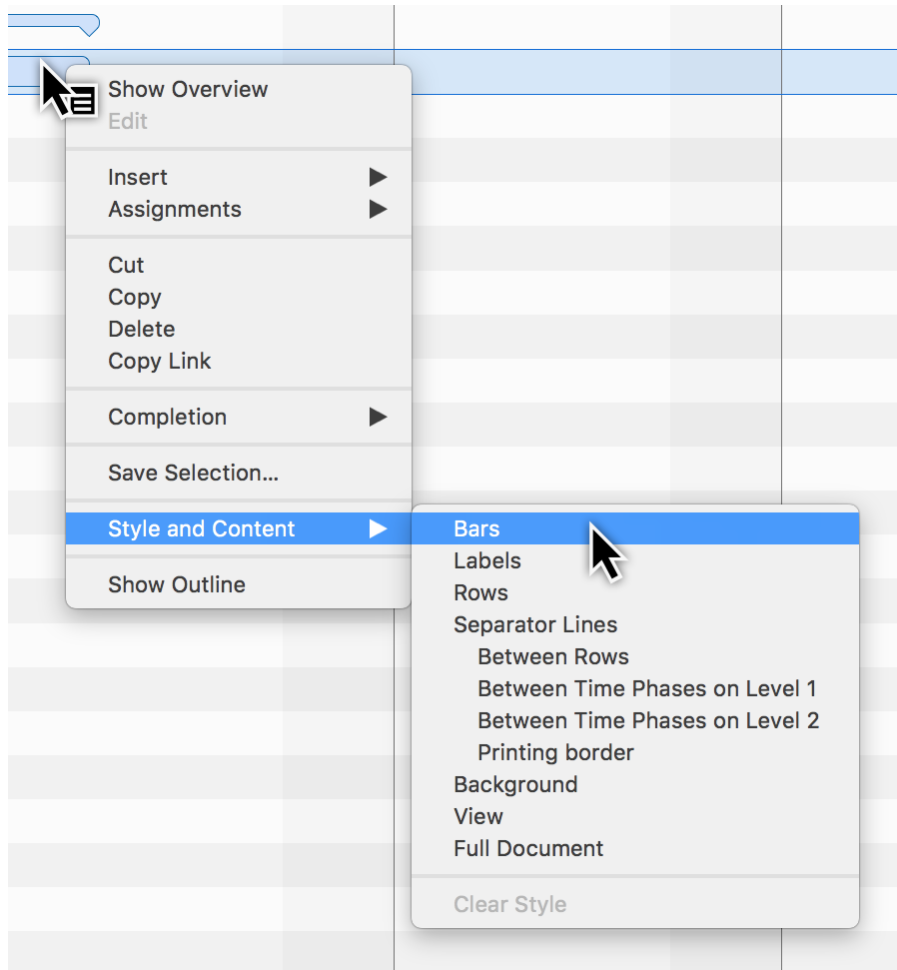 Show Overview
Edit
Insert
Assignments
Cut
Copy
Delete
Copy Link
Completion
Save Selection...
Style and Content
Show Outline
Bars
Labels
Rows
Separator Lines
Between Rows
Between Time Phases on Level 1
Between Time Phases on Level 2
Printing border
Background
View
Full Document
Clear Style